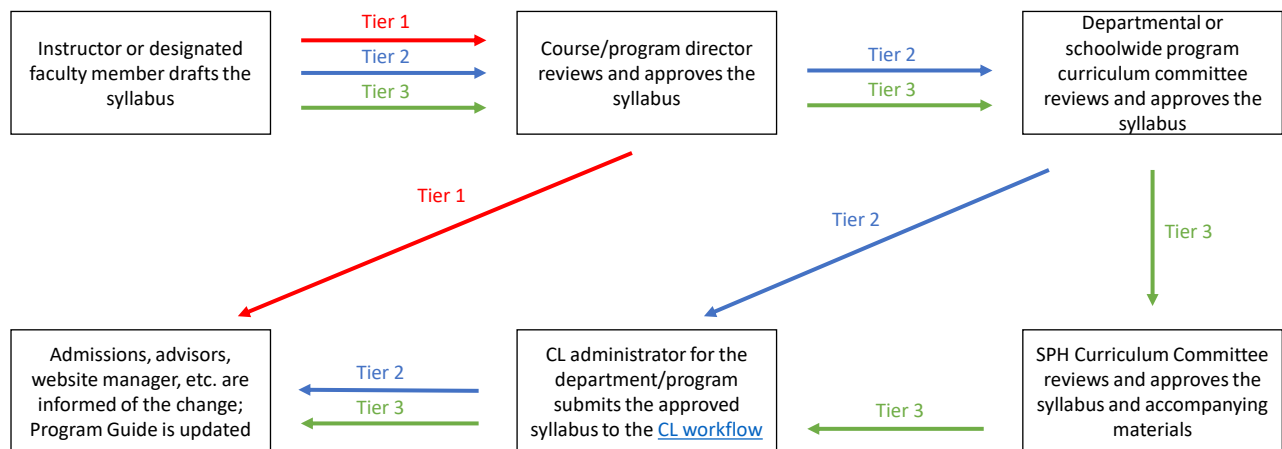 Tier 1
Instructor or designated
faculty member drafts the
syllabus
Tier 2
Tier 3
Course/program director
reviews and approves the
syllabus
Tier 2
Tier 3
Departmental or
schoolwide program
curriculum committee
reviews and approves the
syllabus
Tier 1
Tier 2
Tier 3
Admissions, advisors,
website manager, etc. are
informed of the change;
Program Guide is updated
Tier 2
Tier 3
CL administrator for the
department/program
submits the approved
syllabus to the CL workflow
Tier 3
SPH Curriculum Committee
reviews and approves the
syllabus and accompanying
materials